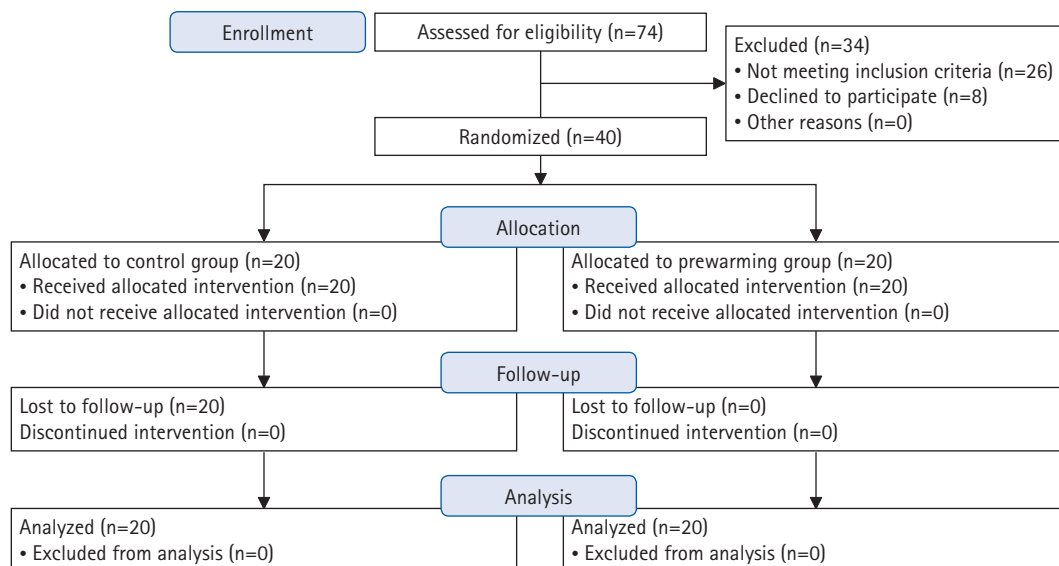 Enrollment
Assessed for eligibility (n=74)
Excluded (n=34)
• Not meeting inclusion criteria (n=26)
• Declined to participate (n=8)
• Other reasons (n=0)
Randomized (n=40)
Allocation
Allocated to control group (n=20)
• Received allocated intervention (n=20)
• Did not receive allocated intervention (n=0)
Allocated to prewarming group (n=20)
• Received allocated intervention (n=20)
• Did not receive allocated intervention (n=0)
Follow-up
Lost to follow-up (n=20)
Discontinued intervention (n=0)
Lost to follow-up (n=0)
Discontinued intervention (n=0)
Analysis
Analyzed (n=20)
• Excluded from analysis (n=0)
Analyzed (n=20)
• Excluded from analysis (n=0)